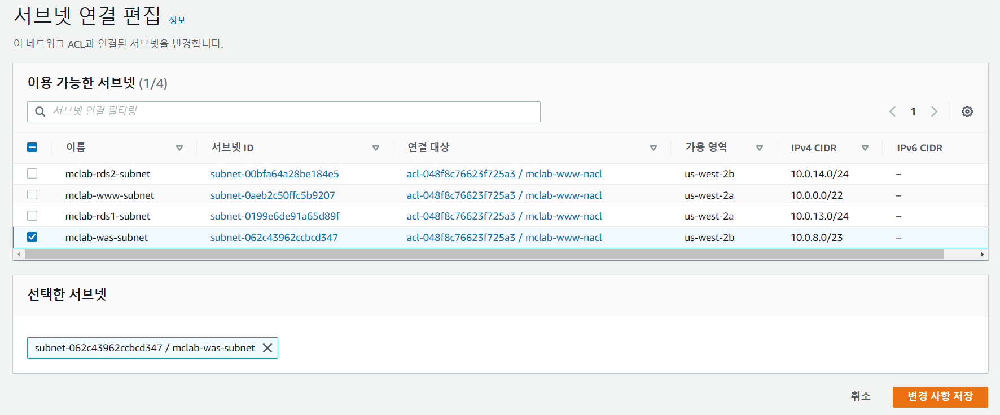 서브넷 연결 편집 정보
이 네트워크 ACL과 연결된 서브넷을 변경합니다.
이용 가능한 서브넷 (1/4)
서브넷 연결 필터링
1
이름 서브넷 ID 연결 대상 가용 영역 IPv4 CIDR IPv6 CIDR
mclab-rds2-subnet subnet-00bfa64a28be184e5 acl-048f8c76623f725a3 / mclab-www-nacl us-west-2b 10.0.14.0/24 –
mclab-www-subnet subnet-0aeb2c50ffc5b9207 acl-048f8c76623f725a3 / mclab-www-nacl us-west-2a 10.0.0.0/22 –
mclab-rds1-subnet subnet-0199e6de91a65d89f acl-048f8c76623f725a3 / mclab-www-nacl us-west-2a 10.0.13.0/24 –
mclab-was-subnet subnet-062c43962ccbcd347 acl-048f8c76623f725a3 / mclab-www-nacl us-west-2b 10.0.8.0/23 –
선택한 서브넷
subnet-062c43962ccbcd347 / mclab-was-subnet
취소 변경 사항 저장